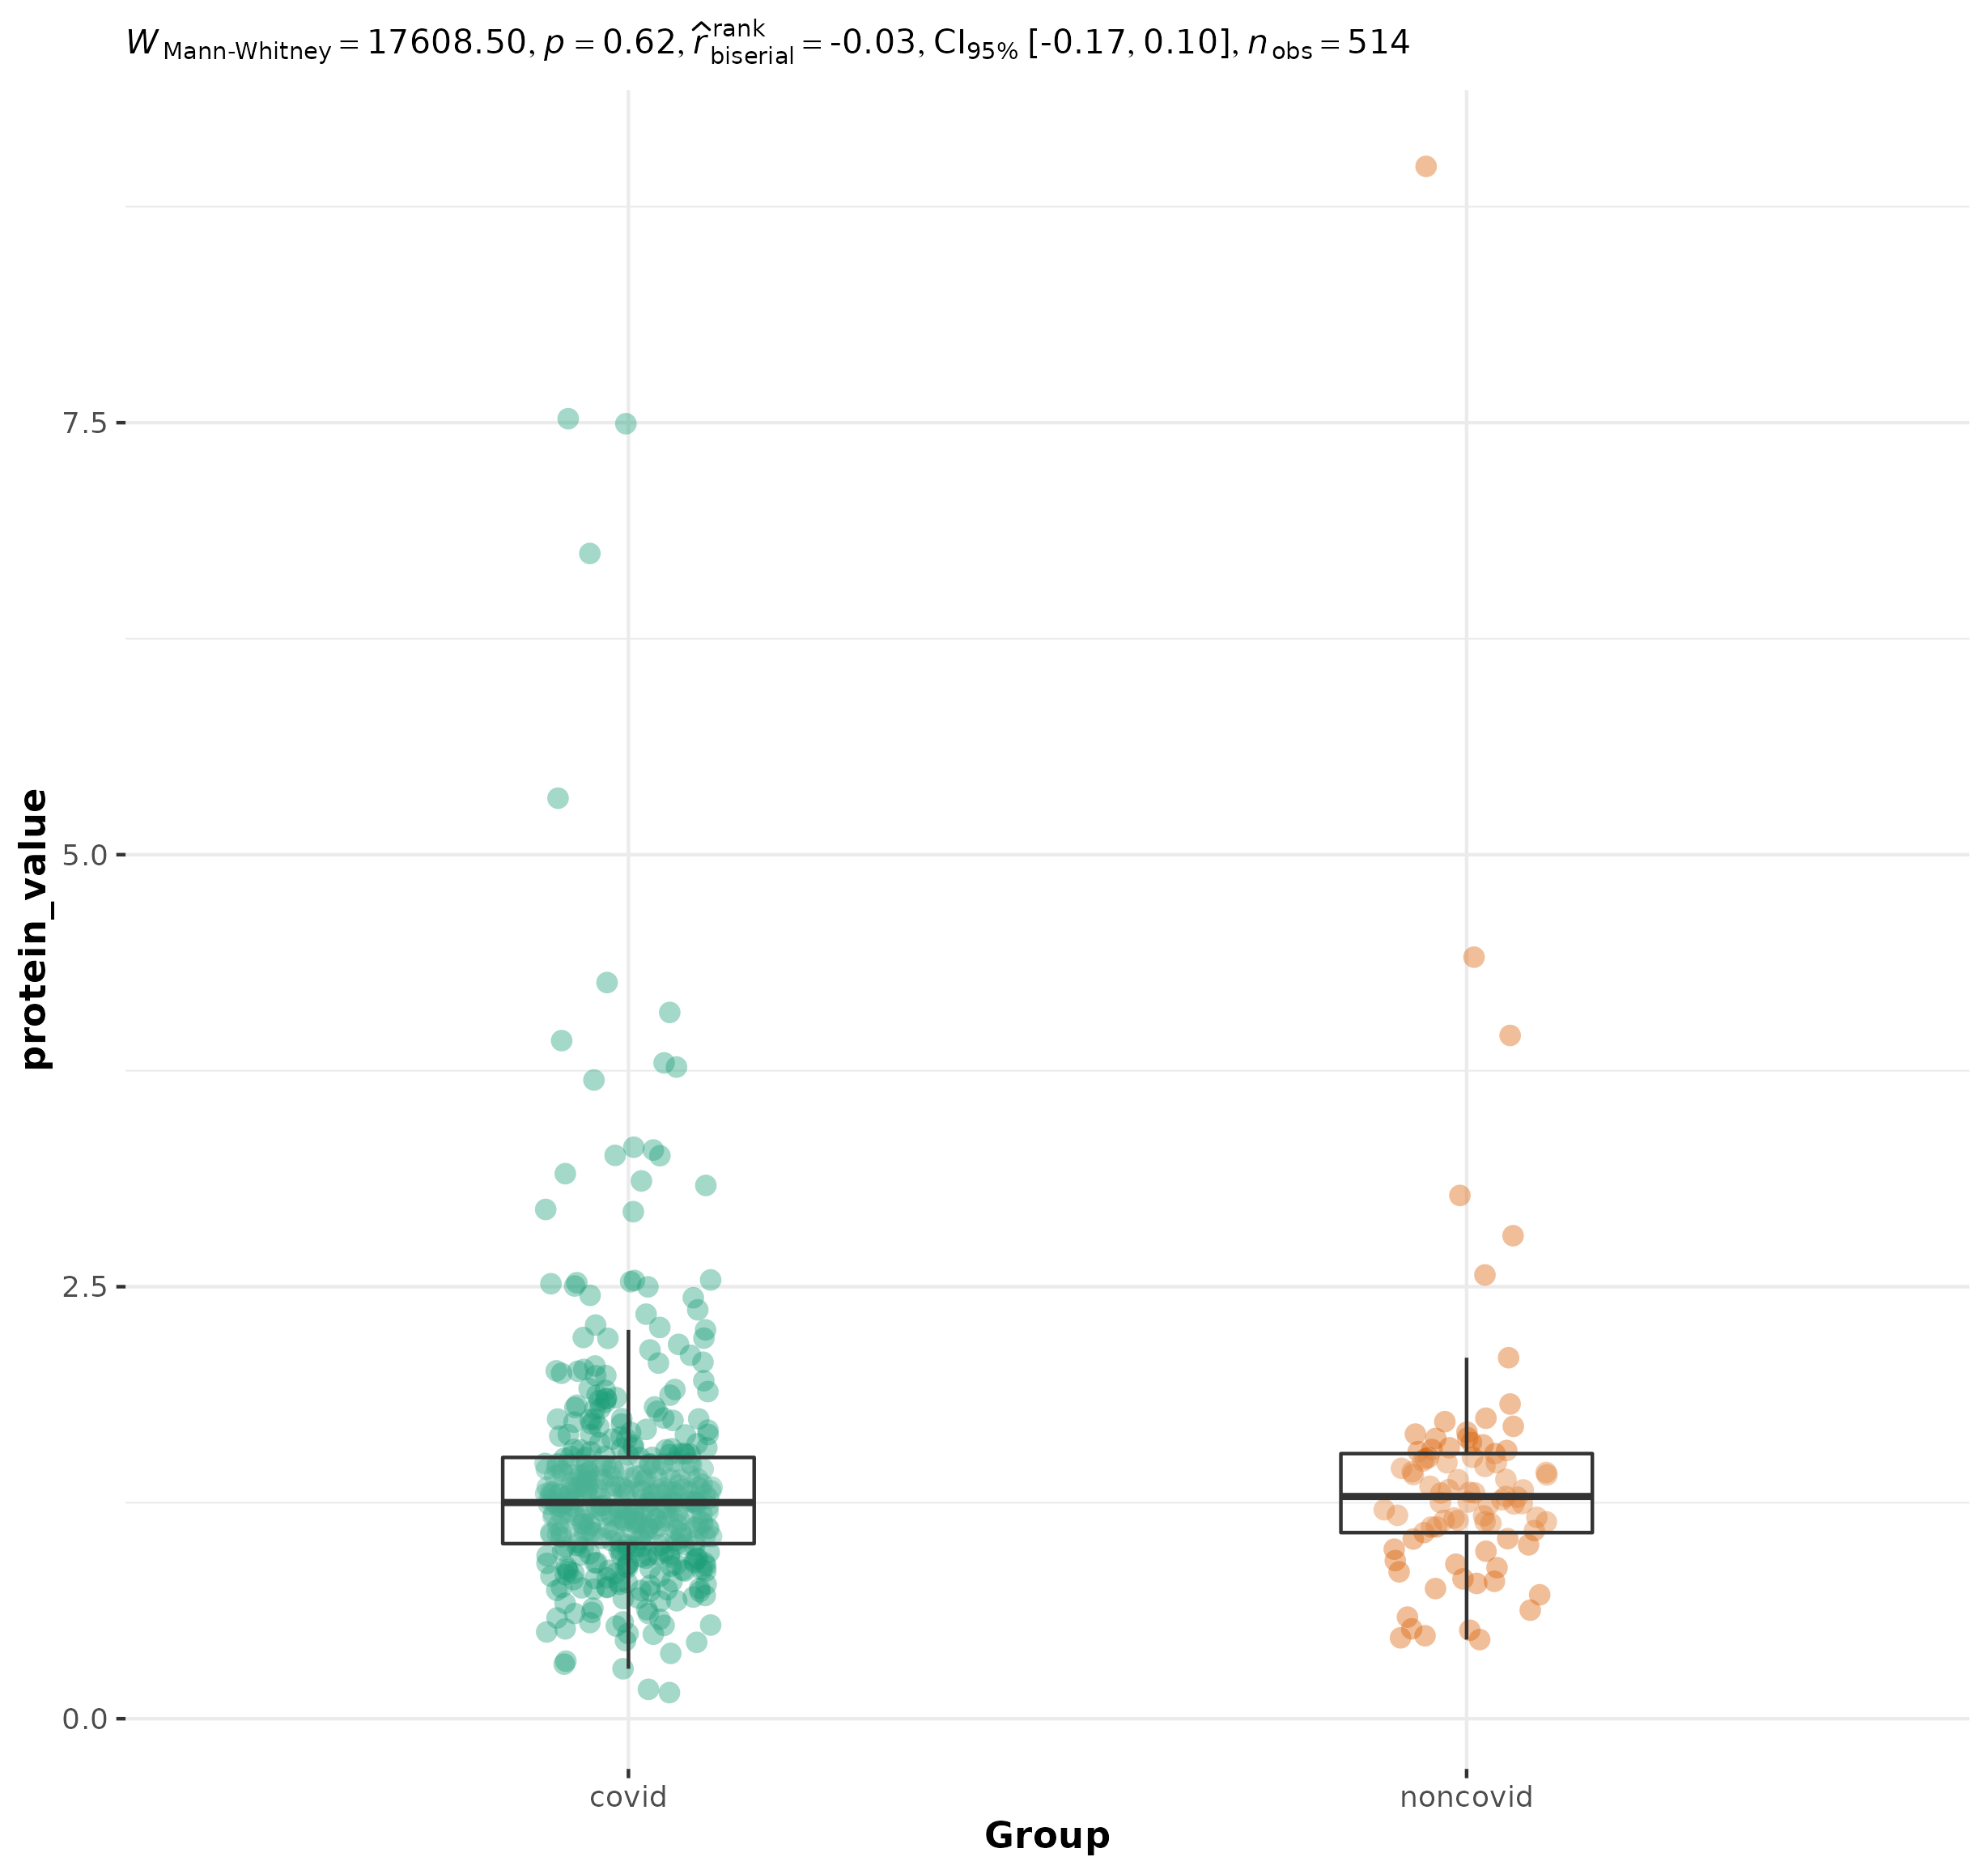 W Mann-Whitney = 17608.50, p = 0.62, r̂ rank biserial = -0.03, CI95% [-0.17, 0.10], n obs = 514
7.5
5.0
2.5
0.0
protein_value
covid noncovid
Group